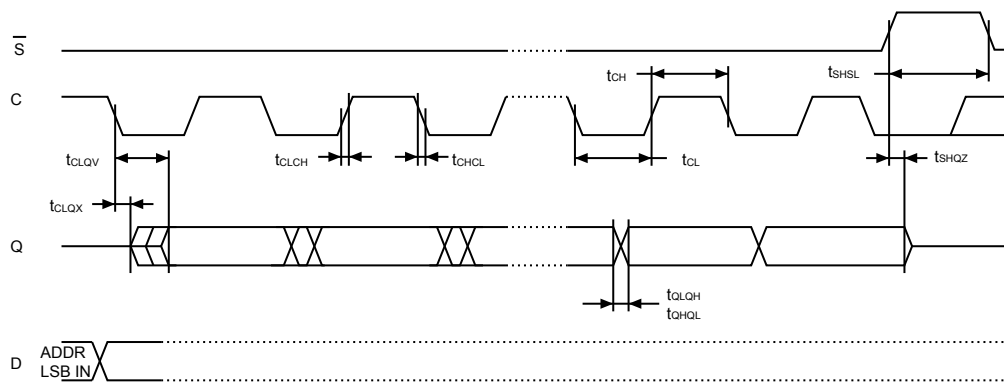 S
tCH
tSHSL
C
tCLQV
tCLCH
tCHCL
tCL
tSHQZ
tCLQX
Q
tQLQH
tQHQL
D
ADDR
LSB IN